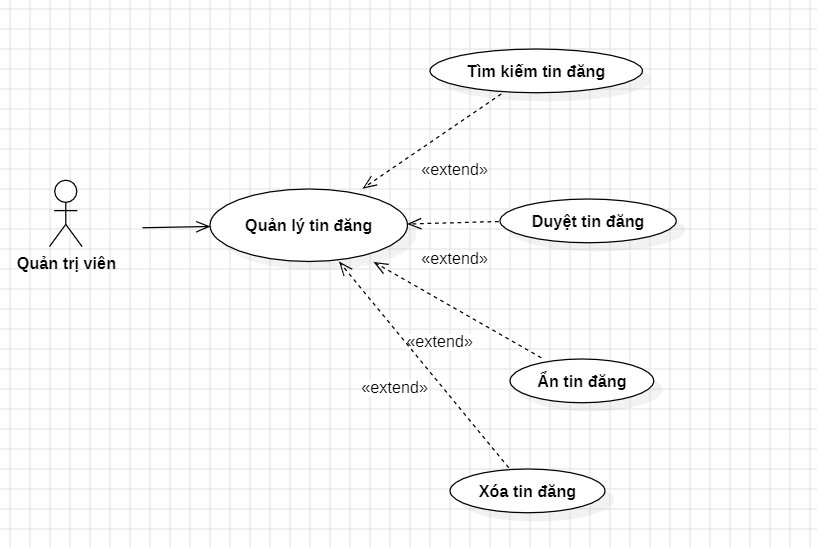 Tìm kiếm tin đăng
«extend»
Quản lý tin đăng
Duyệt tin đăng
Quản trị viên
«extend»
«extend»
Ẩn tin đăng
«extend»
Xóa tin đăng